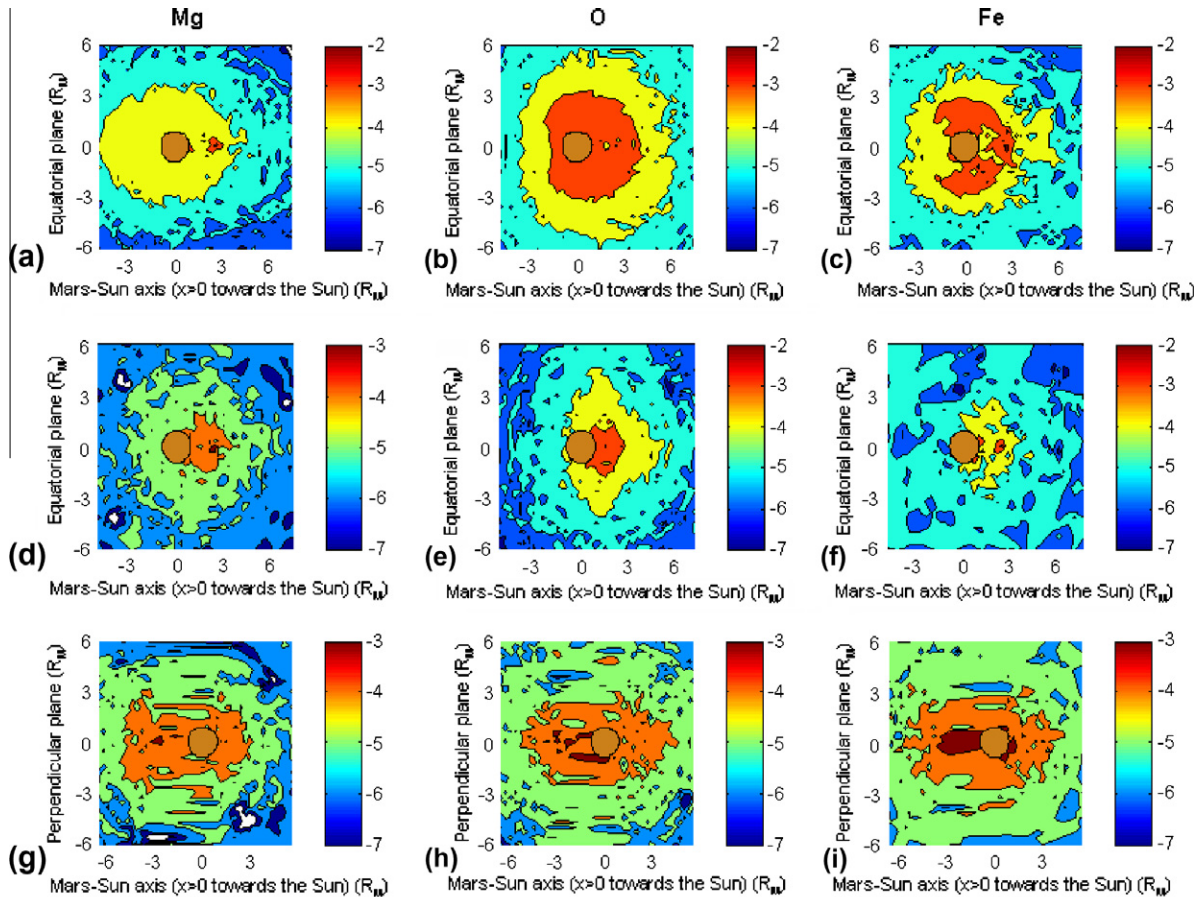 Mg O Fe
(a) Equatorial plane (R_M) 6 3 0 -3 -6
-3 0 3 6
Mars-Sun axis (x>0 towards the Sun) (R_M)
-2 -3 -4 -5 -6 -7
(b) Equatorial plane (R_M) 6 3 0 -3 -6
-3 0 3 6
Mars-Sun axis (x>0 towards the Sun) (R_M)
-2 -3 -4 -5 -6 -7
(c) Equatorial plane (R_M) 6 3 0 -3 -6
-3 0 3 6
Mars-Sun axis (x>0 towards the Sun) (R_M)
-2 -3 -4 -5 -6 -7
(d) Equatorial plane (R_M) 6 3 0 -3 -6
-3 0 3 6
Mars-Sun axis (x>0 towards the Sun) (R_M)
-3 -4 -5 -6 -7
(e) Equatorial plane (R_M) 6 3 0 -3 -6
-3 0 3 6
Mars-Sun axis (x>0 towards the Sun) (R_M)
-2 -3 -4 -5 -6 -7
(f) Equatorial plane (R_M) 6 3 0 -3 -6
-3 0 3 6
Mars-Sun axis (x>0 towards the Sun) (R_M)
-2 -3 -4 -5 -6 -7
(g) Perpendicular plane (R_M) 6 3 0 -3 -6
-6 -3 0 3
Mars-Sun axis (x>0 towards the Sun) (R_M)
-3 -4 -5 -6 -7
(h) Perpendicular plane (R_M) 6 3 0 -3 -6
-6 -3 0 3
Mars-Sun axis (x>0 towards the Sun) (R_M)
-3 -4 -5 -6 -7
(i) Perpendicular plane (R_M) 6 3 0 -3 -6
-6 -3 0 3
Mars-Sun axis (x>0 towards the Sun) (R_M)
-3 -4 -5 -6 -7